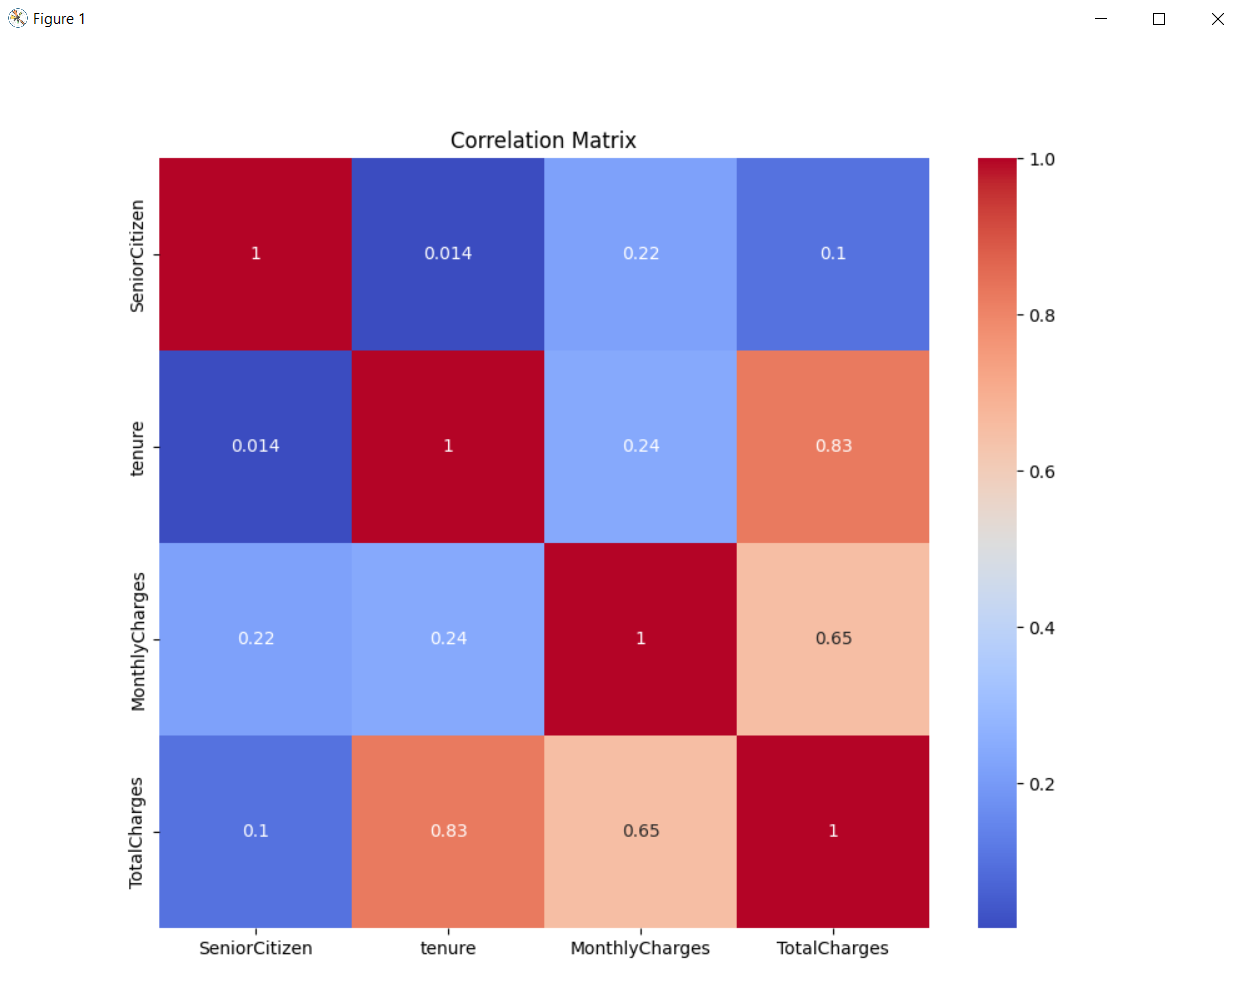 Figure 1
Correlation Matrix
SeniorCitizen
1
0.014
0.22
0.1
tenure
0.014
1
0.24
0.83
MonthlyCharges
0.22
0.24
1
0.65
TotalCharges
0.1
0.83
0.65
1
SeniorCitizen
tenure
MonthlyCharges
TotalCharges
1.0
0.8
0.6
0.4
0.2